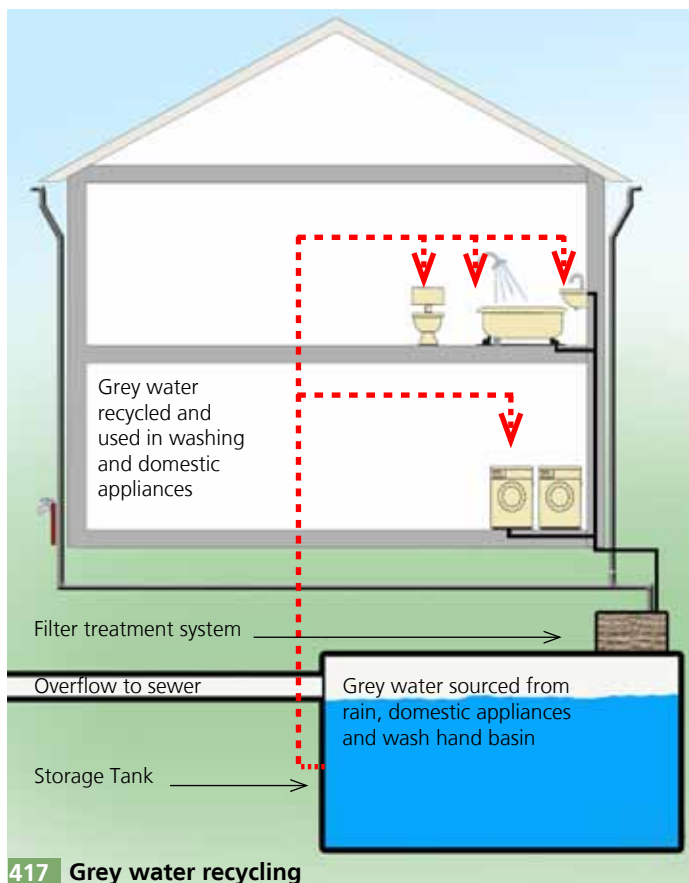 Grey water
recycled and
used in washing
and domestic
appliances
Filter treatment system
Overflow to sewer
Grey water sourced from
rain, domestic appliances
and wash hand basin
Storage Tank
417 Grey water recycling